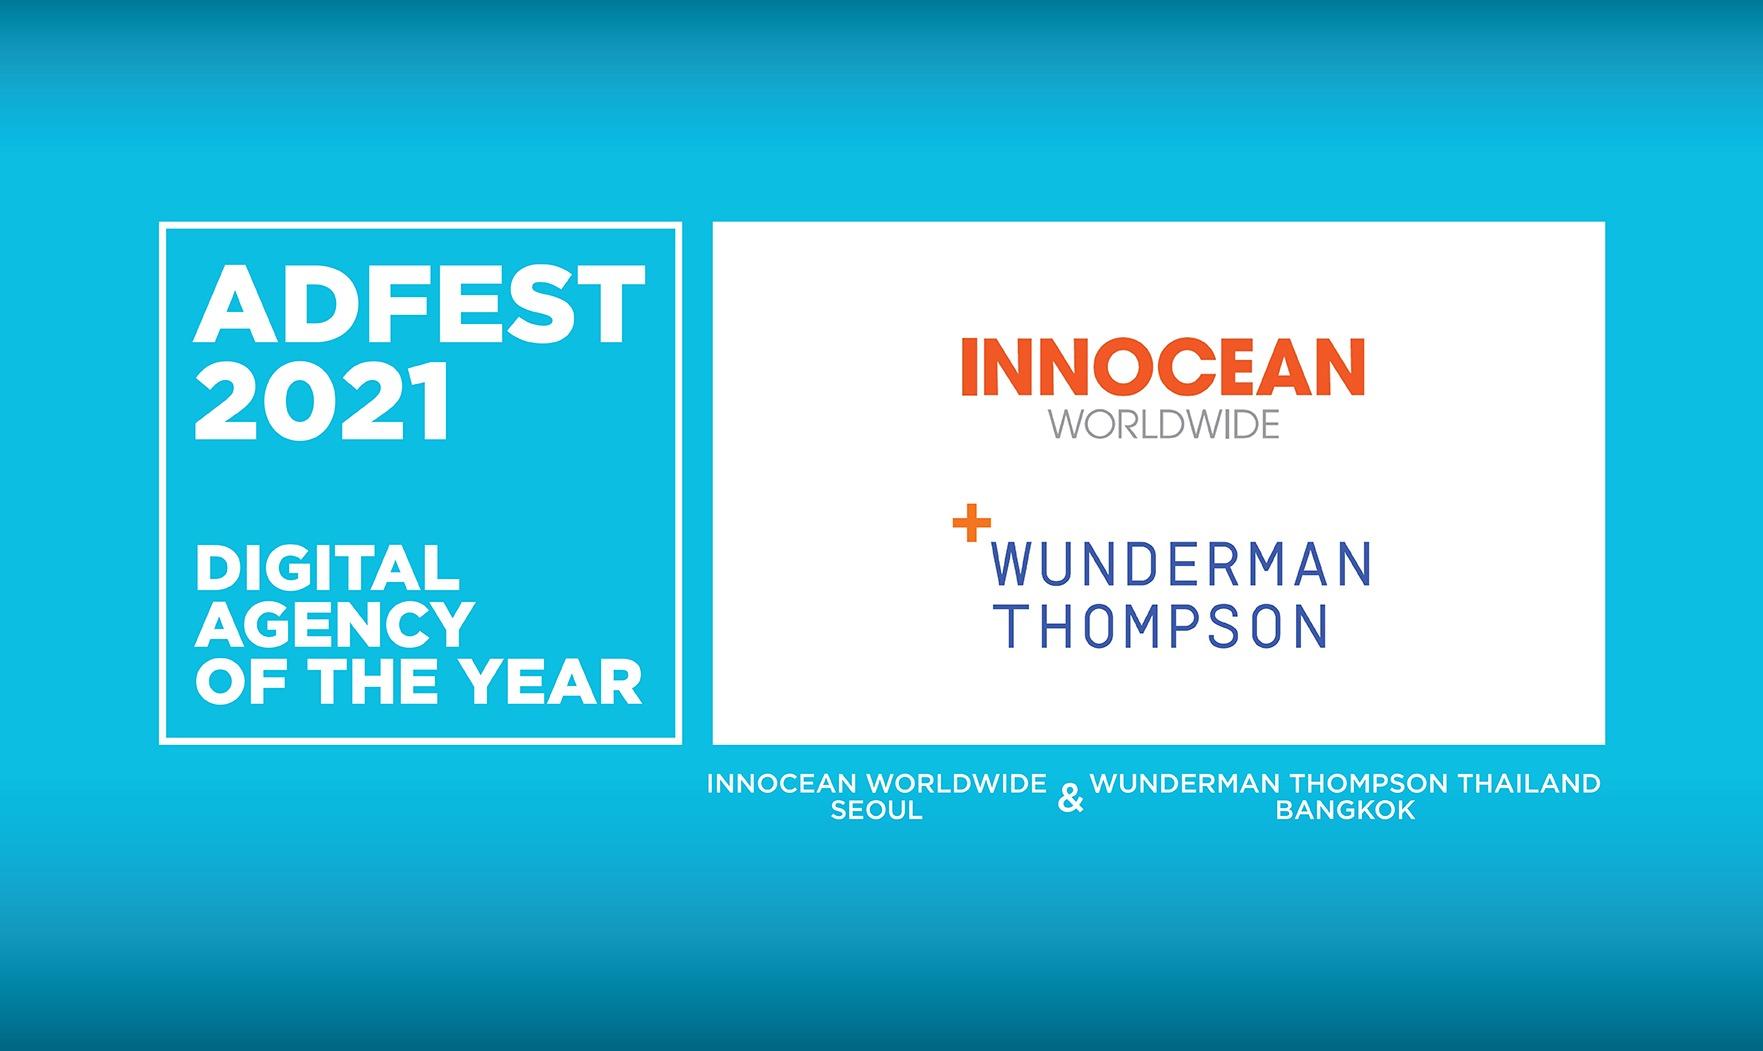 ADFEST
2021
DIGITAL
AGENCY
OF THE YEAR
INNOCEAN
WORLDWIDE
+
WUNDERMAN
THOMPSON
INNOCEAN WORLDWIDE
SEOUL
&
WUNDERMAN THOMPSON THAILAND
BANGKOK